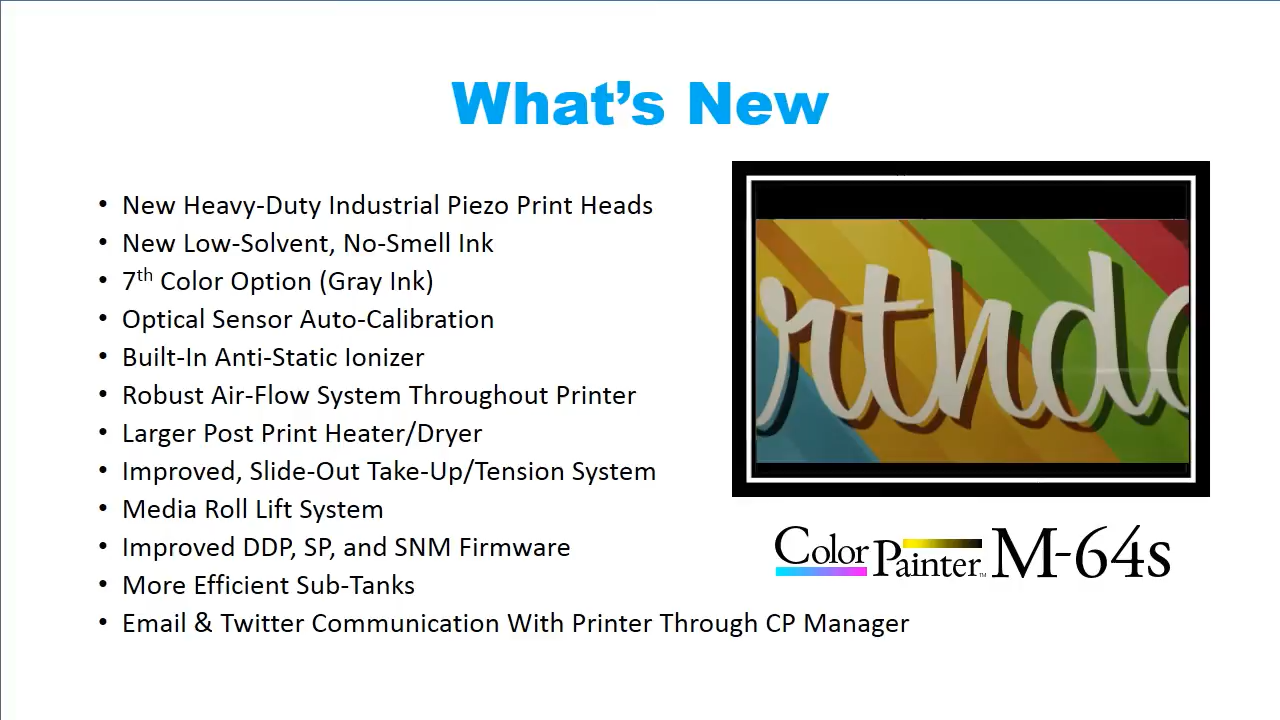 What's New
• New Heavy-Duty Industrial Piezo Print Heads
• New Low-Solvent, No-Smell Ink
• 7th Color Option (Gray Ink)
• Optical Sensor Auto-Calibration
• Built-In Anti-Static Ionizer
• Robust Air-Flow System Throughout Printer
• Larger Post Print Heater/Dryer
• Improved, Slide-Out Take-Up/Tension System
• Media Roll Lift System
• Improved DDP, SP, and SNM Firmware
• More Efficient Sub-Tanks
• Email & Twitter Communication With Printer Through CP Manager
rthda
Color Painter™ M-64s